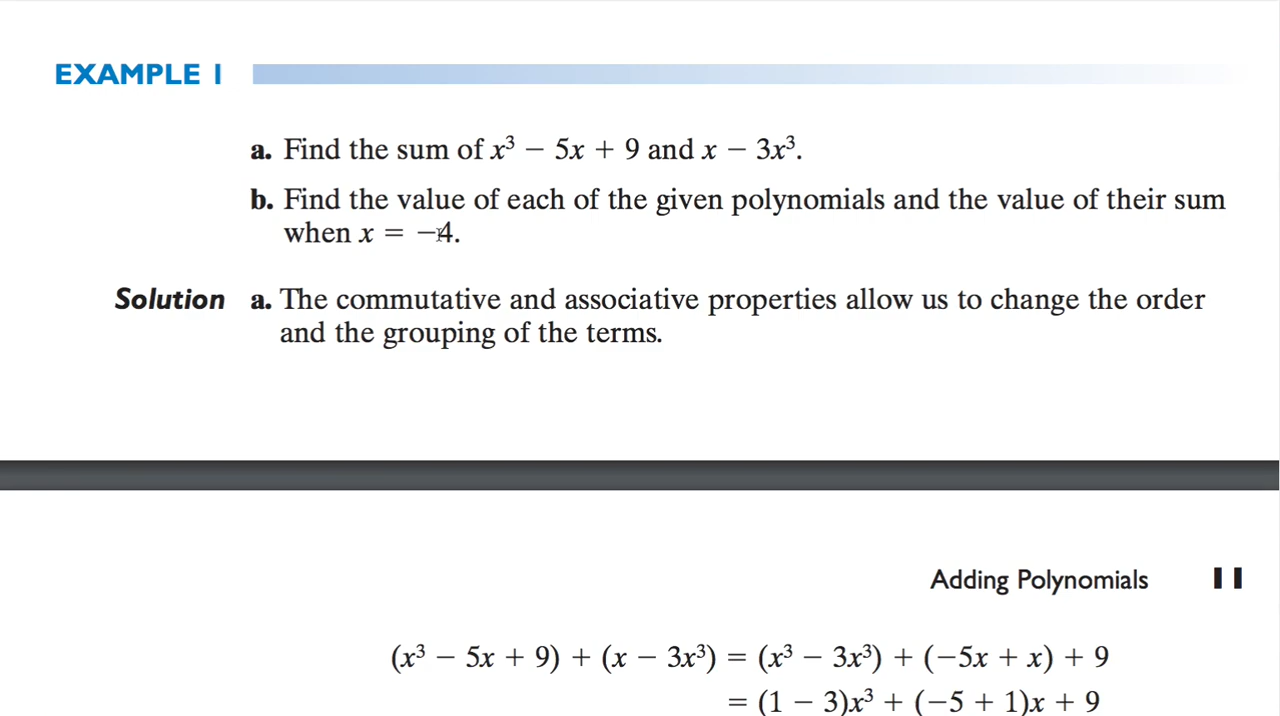 EXAMPLE 1
a. Find the sum of x³ − 5x + 9 and x − 3x³.
b. Find the value of each of the given polynomials and the value of their sum
when x = −4.
Solution a. The commutative and associative properties allow us to change the order
and the grouping of the terms.
Adding Polynomials 11
(x³ − 5x + 9) + (x − 3x³) = (x³ − 3x³) + (−5x + x) + 9
= (1 − 3)x³ + (−5 + 1)x + 9